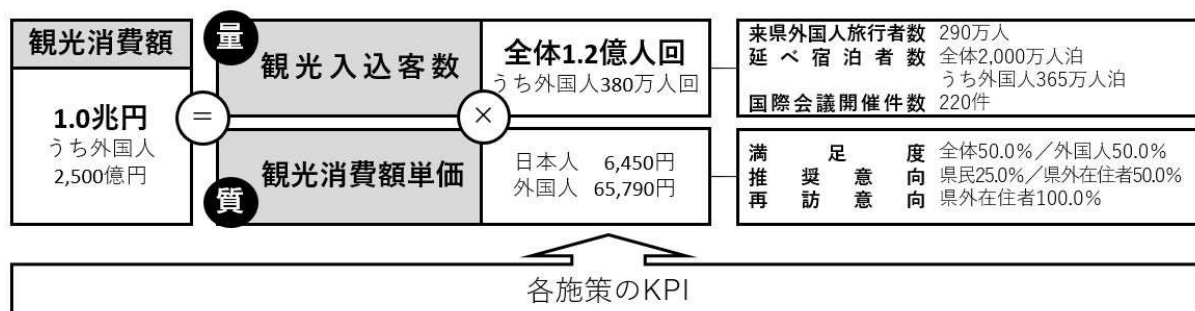 観光消費額
1.0兆円
うち外国人
2,500億円
=
量
観光入込客数
全体1.2億人回
うち外国人380万人回
×
質
観光消費額単価
日本人 6,450円
外国人 65,790円
来県外国人旅行者数 290万人
延べ宿泊者数 全体2,000万人泊
うち外国人365万人泊
国際会議開催件数 220件
満足度 全体50.0%/外国人50.0%
推奨意向 県民25.0%/県外在住者50.0%
再訪意向 県外在住者100.0%
各施策のKPI